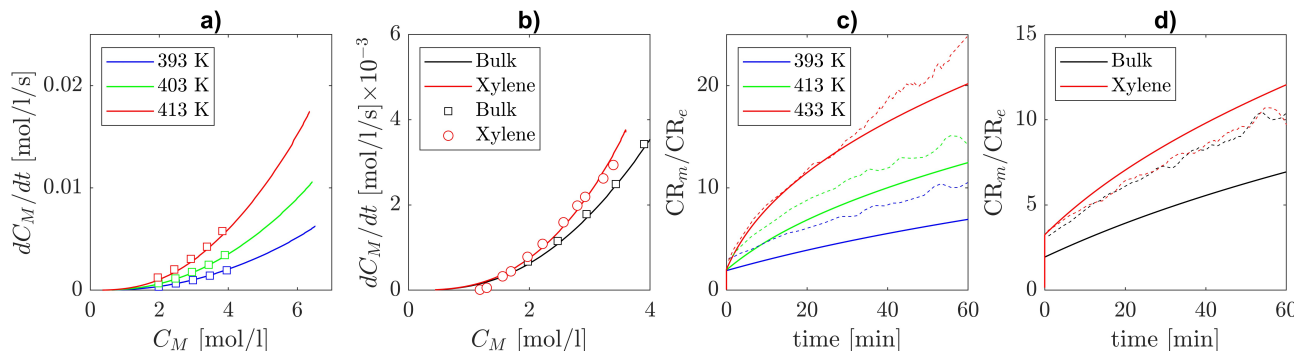 a)
dC_M/dt [mol/l/s]
0.02
0.01
0
393 K
403 K
413 K
0 2 4 6
C_M [mol/l]
b)
dC_M/dt [mol/l/s]×10⁻³
6
4
2
0
Bulk
Xylene
Bulk
Xylene
0 2 4
C_M [mol/l]
c)
CR_m/CR_e
20
10
0
393 K
413 K
433 K
0 20 40 60
time [min]
d)
CR_m/CR_e
15
10
5
0
Bulk
Xylene
0 20 40 60
time [min]